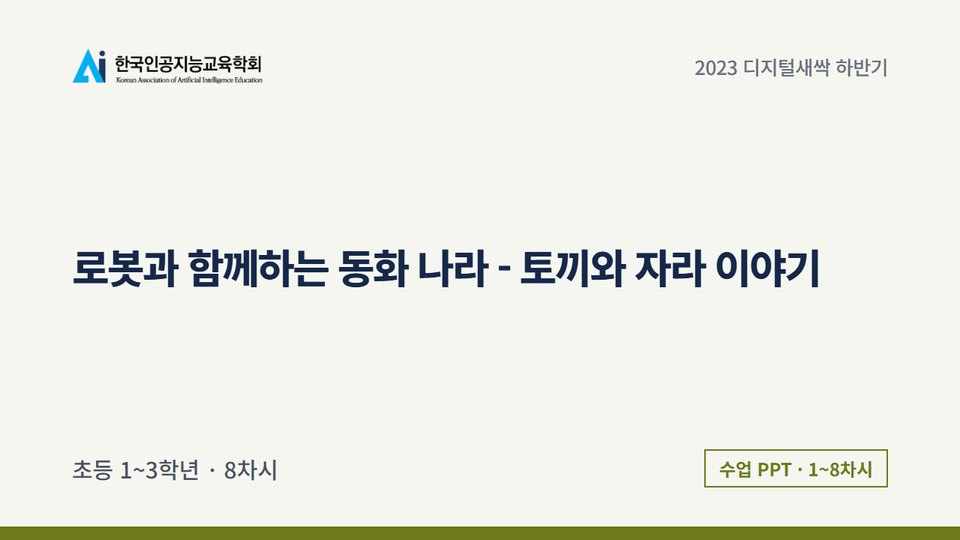 Ai 한국인공지능교육학회
Korean Association of Artificial Intelligence Education
2023 디지털새싹 하반기
로봇과 함께하는 동화 나라 - 토끼와 자라 이야기
초등 1~3학년 · 8차시
수업 PPT · 1~8차시